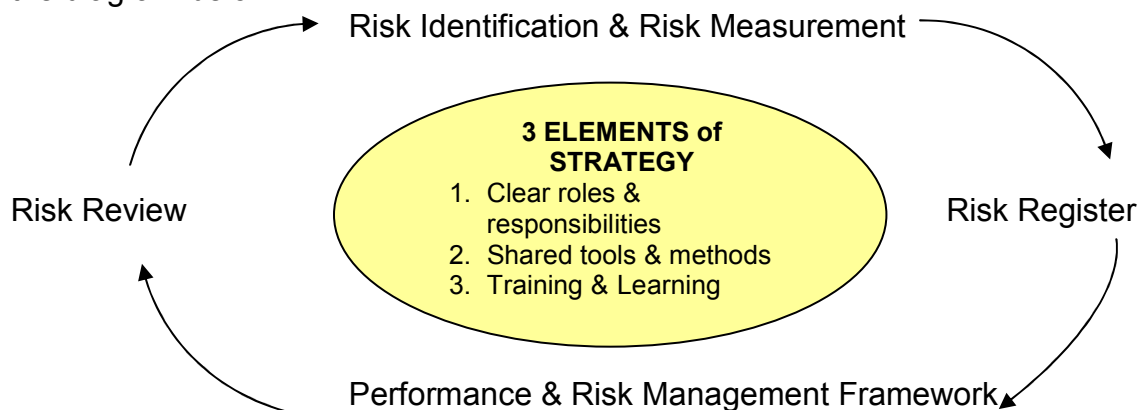 Risk Identification & Risk Measurement
3 ELEMENTS of
STRATEGY
1. Clear roles &
responsibilities
2. Shared tools & methods
3. Training & Learning
Risk Review
Risk Register
Performance & Risk Management Framework